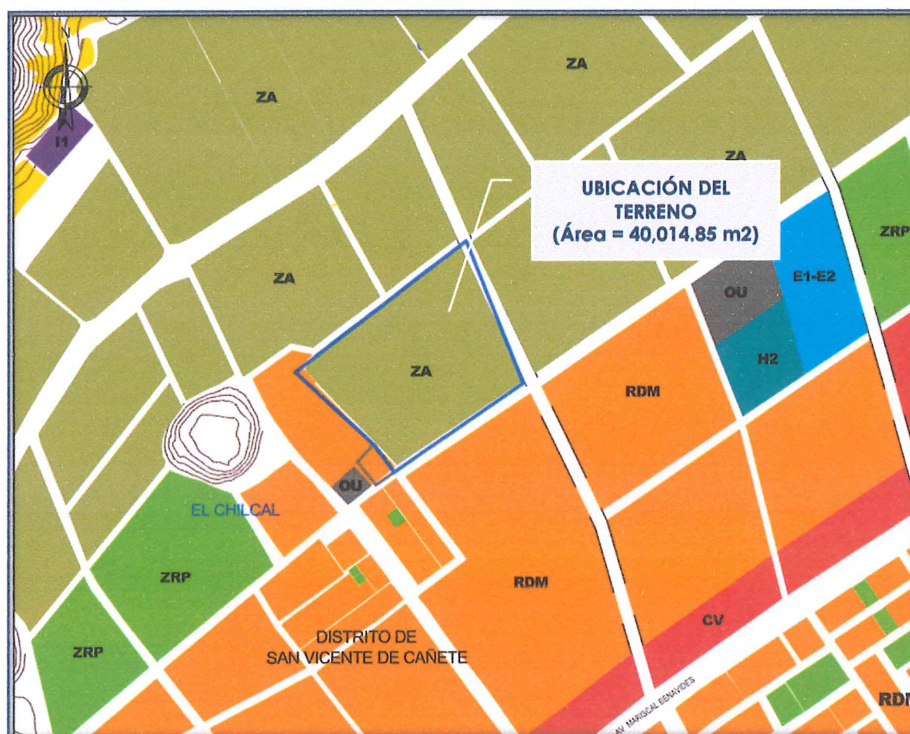 N
ZA
ZA
I1
ZA
UBICACIÓN DEL
TERRENO
(Área = 40,014.85 m2)
ZRP
ZA
E1-E2
OU
ZA
H2
RDM
OU
EL CHILCAL
ZRP
RDM
CV
DISTRITO DE
SAN VICENTE DE CAÑETE
ZRP
AV. MARISCAL BENAVIDES
RDM